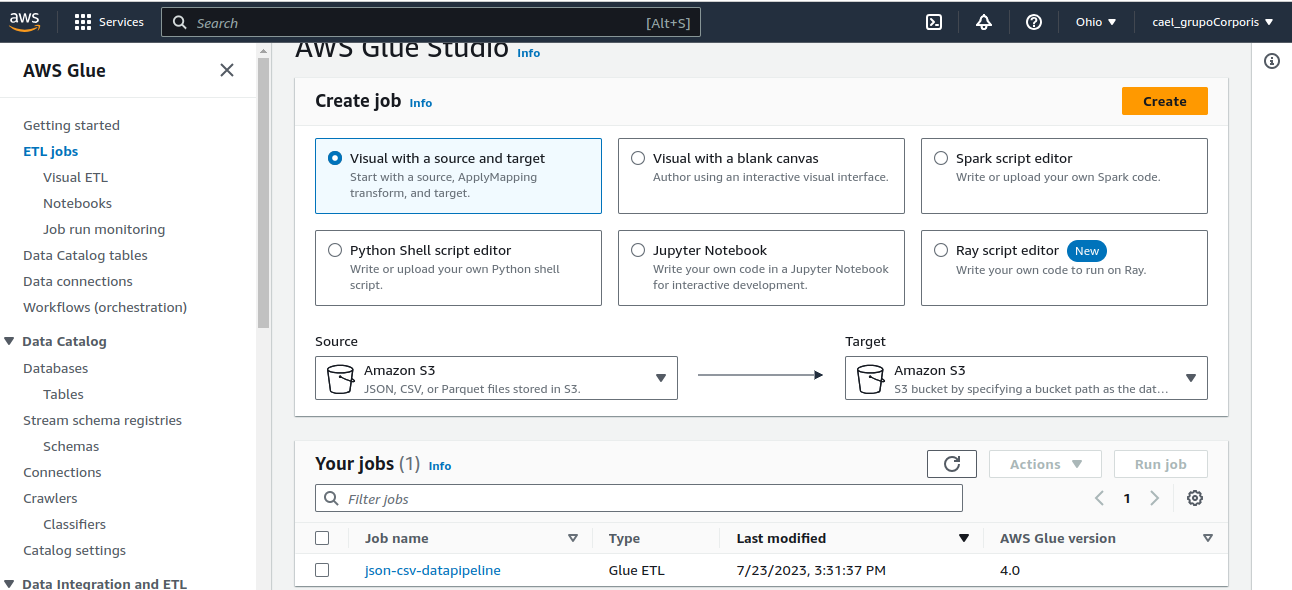 aws
Services
Search
[Alt+S]
Ohio
cael_grupoCorporis
AWS Glue
Getting started
ETL jobs
Visual ETL
Notebooks
Job run monitoring
Data Catalog tables
Data connections
Workflows (orchestration)
Data Catalog
Databases
Tables
Stream schema registries
Schemas
Connections
Crawlers
Classifiers
Catalog settings
Data Integration and ETL
AWS Glue Studio Info
Create job Info
Create
Visual with a source and target
Start with a source, ApplyMapping
transform, and target.
Visual with a blank canvas
Author using an interactive visual interface.
Spark script editor
Write or upload your own Spark code.
Python Shell script editor
Write or upload your own Python shell
script.
Jupyter Notebook
Write your own code in a Jupyter Notebook
for interactive development.
Ray script editor New
Write your own code to run on Ray.
Source
Amazon S3
JSON, CSV, or Parquet files stored in S3.
Target
Amazon S3
S3 bucket by specifying a bucket path as the dat...
Your jobs (1) Info
Actions
Run job
Filter jobs
1
Job name Type Last modified AWS Glue version
json-csv-datapipeline Glue ETL 7/23/2023, 3:31:37 PM 4.0